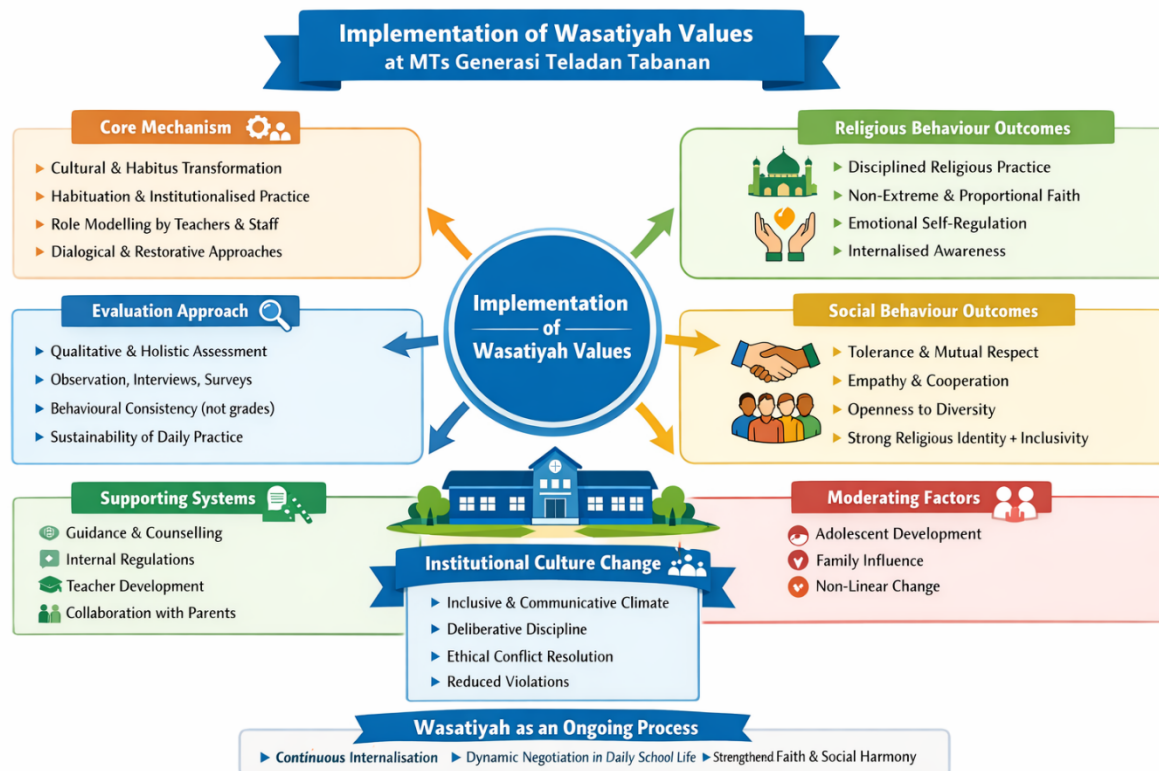 Implementation of Wasatiyah Values
at MTs Generasi Teladan Tabanan
Core Mechanism
Cultural & Habitus Transformation
Habituation & Institutionalised Practice
Role Modelling by Teachers & Staff
Dialogical & Restorative Approaches
Religious Behaviour Outcomes
Disciplined Religious Practice
Non-Extreme & Proportional Faith
Emotional Self-Regulation
Internalised Awareness
Implementation
of
Wasatiyah Values
Evaluation Approach
Qualitative & Holistic Assessment
Observation, Interviews, Surveys
Behavioural Consistency (not grades)
Sustainability of Daily Practice
Social Behaviour Outcomes
Tolerance & Mutual Respect
Empathy & Cooperation
Openness to Diversity
Strong Religious Identity + Inclusivity
Supporting Systems
Guidance & Counselling
Internal Regulations
Teacher Development
Collaboration with Parents
Institutional Culture Change
Inclusive & Communicative Climate
Deliberative Discipline
Ethical Conflict Resolution
Reduced Violations
Moderating Factors
Adolescent Development
Family Influence
Non-Linear Change
Wasatiyah as an Ongoing Process
Continuous Internalisation Dynamic Negotiation in Daily School Life Strengthend Faith & Social Harmony